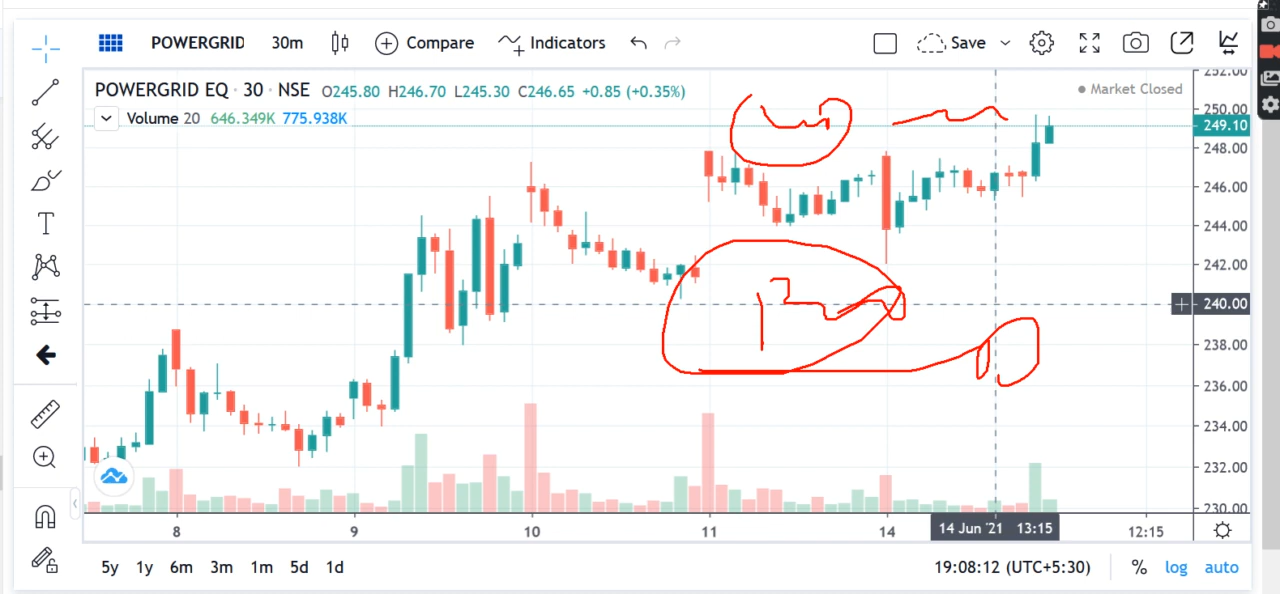 POWERGRID 30m Compare Indicators Save
POWERGRID EQ · 30 · NSE O245.80 H246.70 L245.30 C246.65 +0.85 (+0.35%)
Market Closed
Volume 20 646.349K 775.938K
252.00
250.00
249.10
248.00
246.00
244.00
242.00
240.00
238.00
236.00
234.00
232.00
230.00
8 9 10 11 14 14 Jun '21 13:15 12:15
5y 1y 6m 3m 1m 5d 1d 19:08:12 (UTC+5:30) % log auto